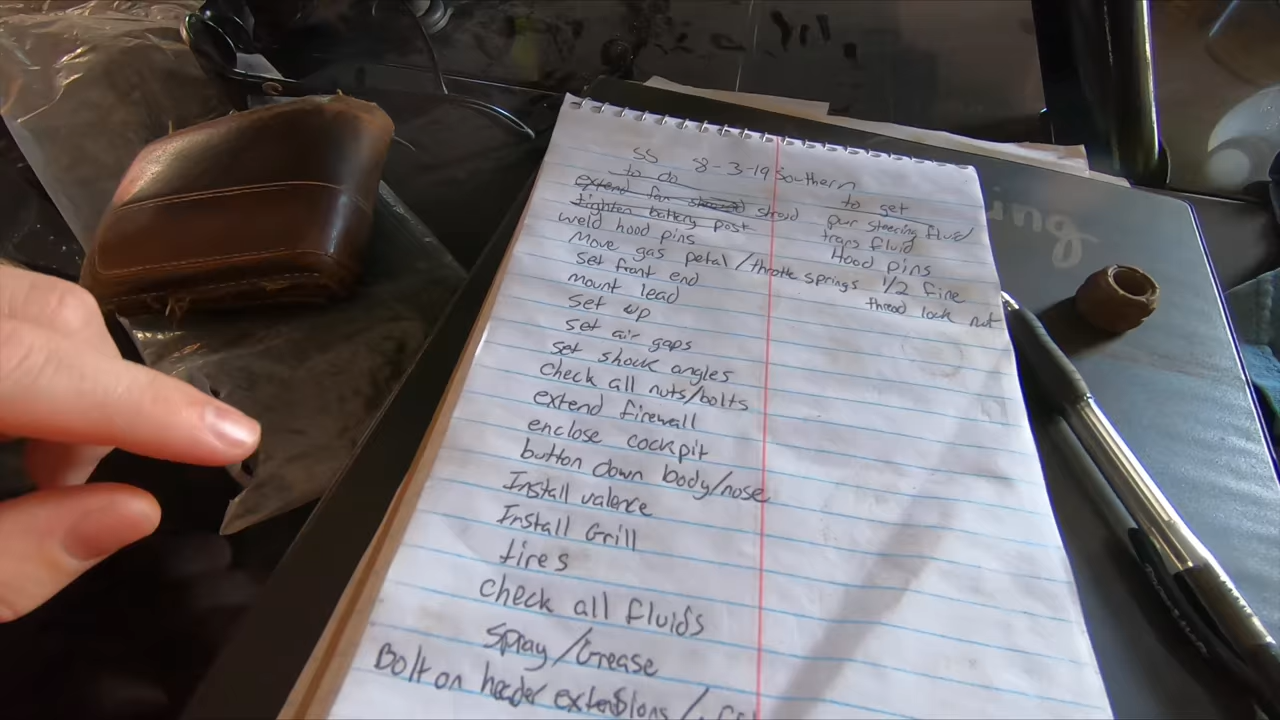 SS 8-3-19 Southern
to do
extend fan shroud
tighten battery post
weld hood pins
Move gas petal/throttle springs
set front end
mount lead
set up
set air gaps
set shock angles
check all nuts/bolts
extend firewall
enclose cockpit
button down body/nose
Install valence
Install Grill
tires
check all fluids
Spray/Grease
Bolt on header extensions/
to get
pwr steering fluid
trans fluid
Hood pins
1/2 fine
thread lock nut